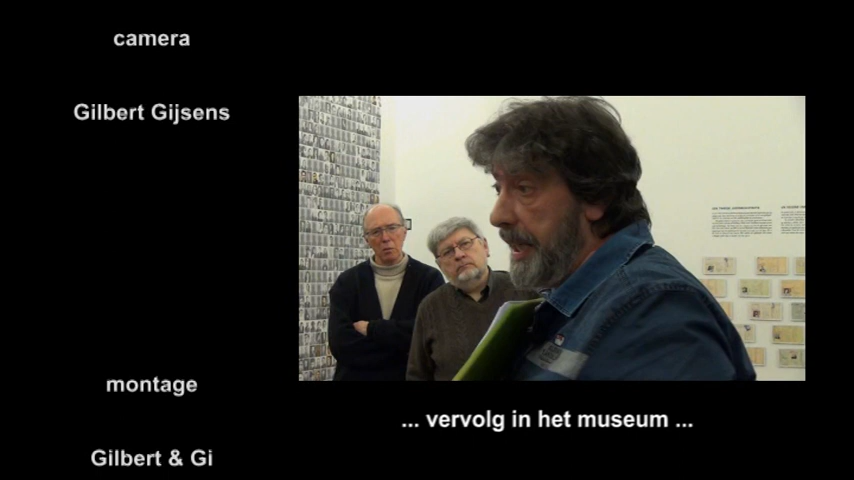 camera
Gilbert Gijsens
montage
Gilbert & Gi
... vervolg in het museum ...